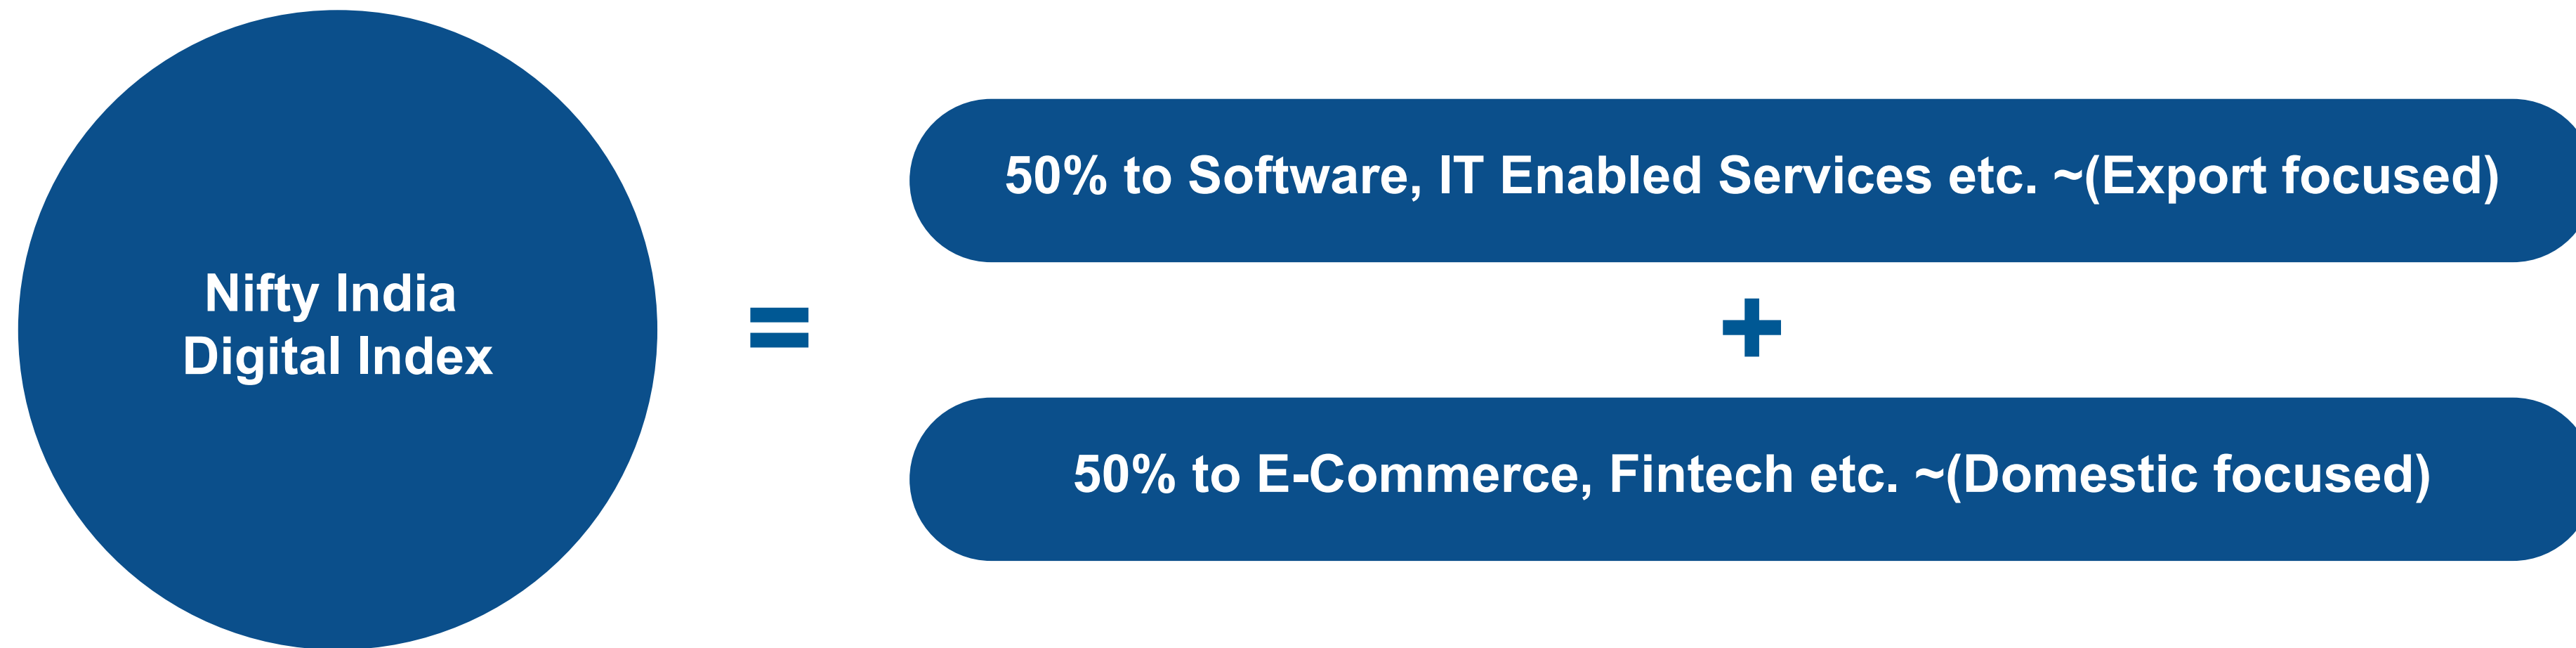 Nifty India
Digital Index
=
50% to Software, IT Enabled Services etc. ~(Export focused)
+
50% to E-Commerce, Fintech etc. ~(Domestic focused)